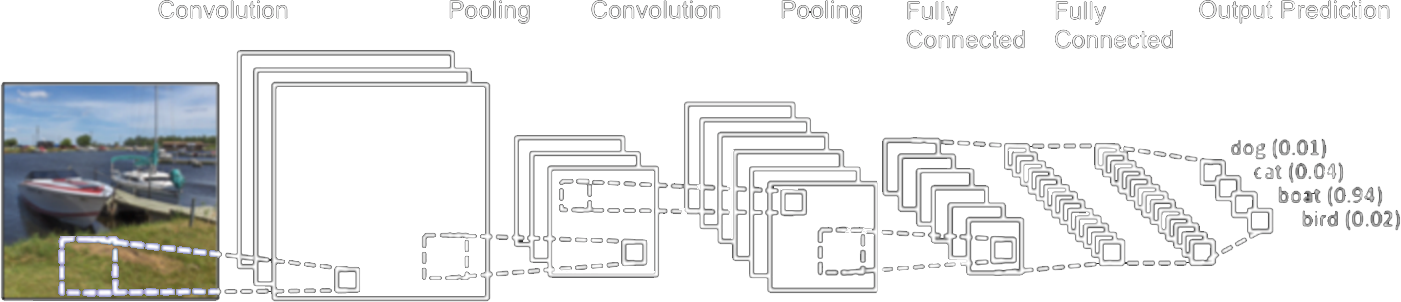 Convolution
Pooling
Convolution
Pooling
Fully
Connected
Fully
Connected
Output Prediction
dog (0.01)
cat (0.04)
boat (0.94)
bird (0.02)